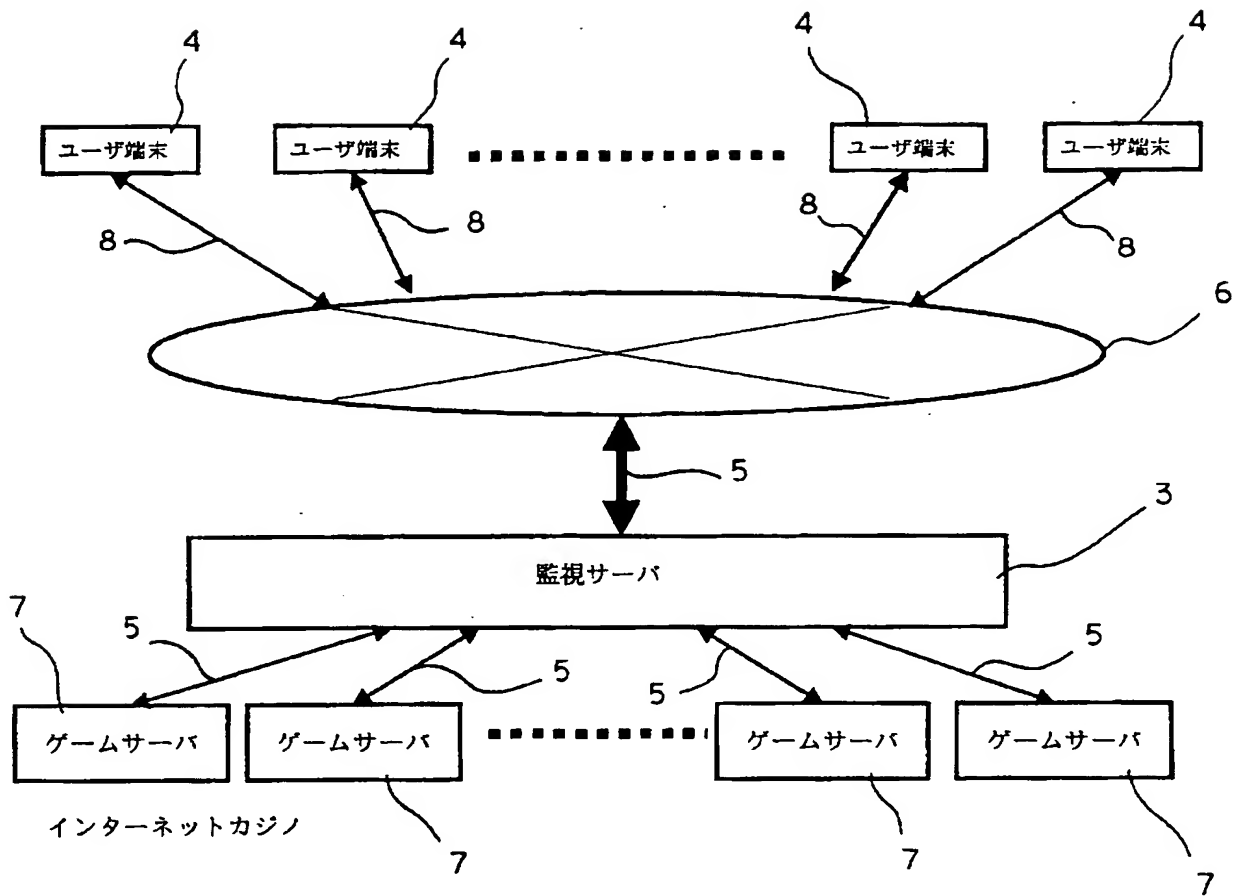 4 4 4 4
ユーザ端末 ユーザ端末 ユーザ端末 ユーザ端末
8 8 8 8
6
5
3
監視サーバ
7 5 5 5 5
ゲームサーバ ゲームサーバ ゲームサーバ ゲームサーバ
インターネットカジノ
7 7 7